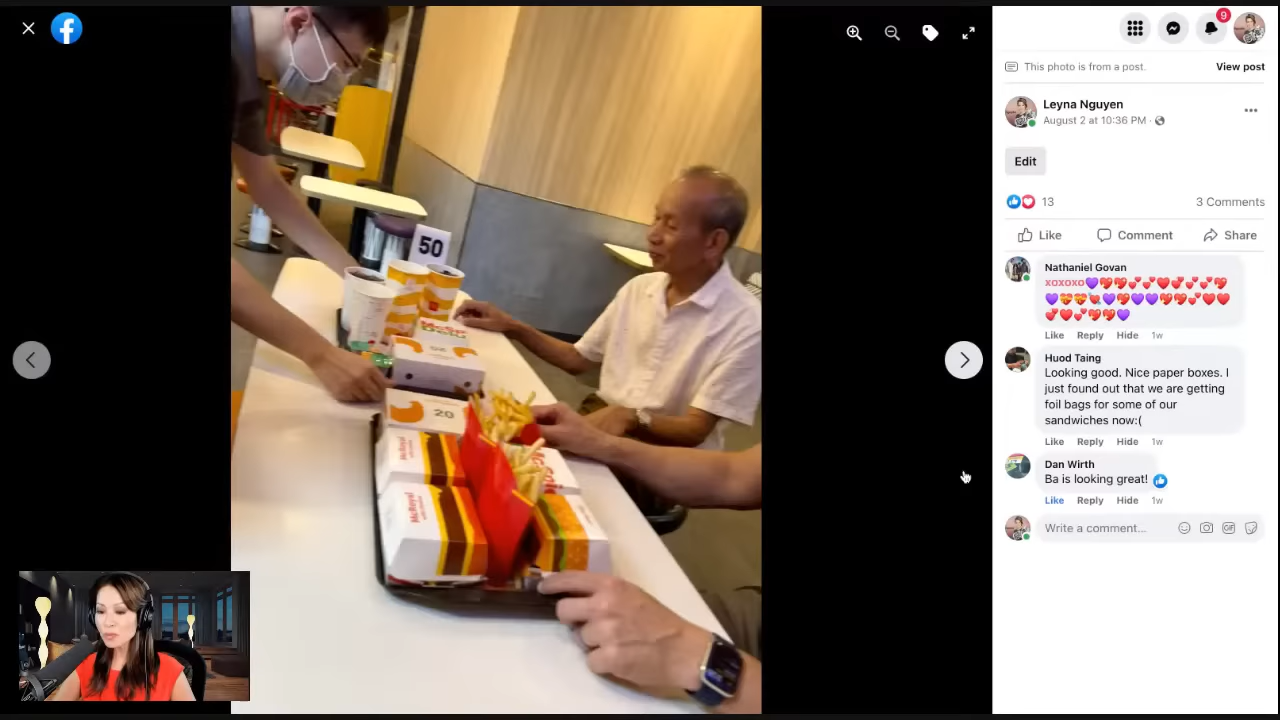 This photo is from a post.
View post
Leyna Nguyen
August 2 at 10:36 PM ·
Edit
13
3 Comments
Like
Comment
Share
Nathaniel Govan
xoxoxo
Like Reply Hide 1w
Huod Taing
Looking good. Nice paper boxes. I
just found out that we are getting
foil bags for some of our
sandwiches now:(
Like Reply Hide 1w
Dan Wirth
Ba is looking great!
Like Reply Hide 1w
Write a comment...
GIF
9
50
20
20
McRoyal
McRoyal